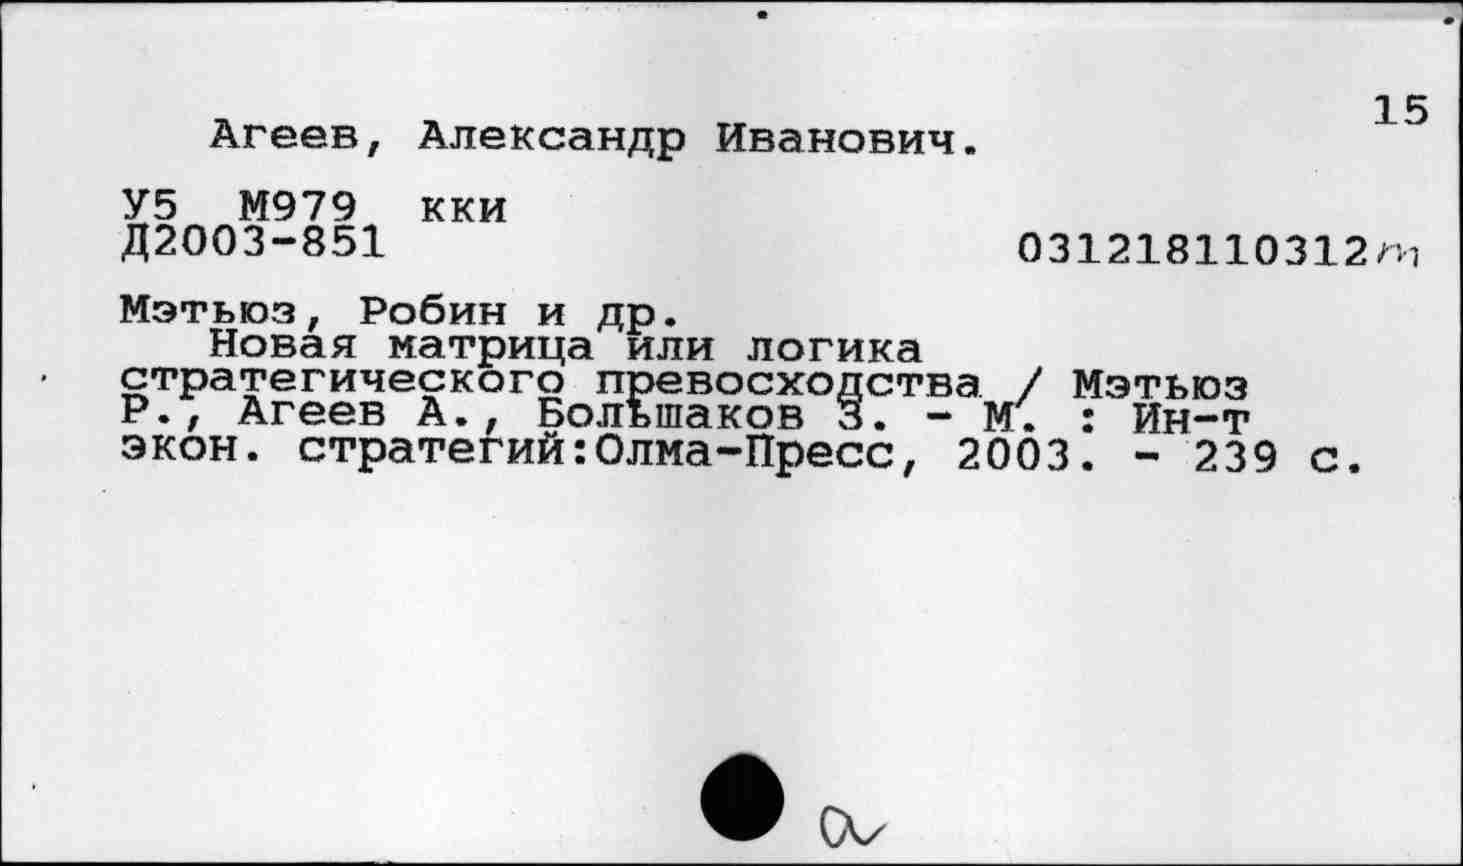 15
Агеев, Александр Иванович.
У5 М979 кки
Д2003-851
031218110312m
Мэтьюз, Робин и др.
Новая матрица или логика
стратегического превосходства / Мэтьюз
Р., Агеев А., Большаков З. - М. : Ин-т
экон. стратегий:Олма-Пресс, 2003. - 239 с.